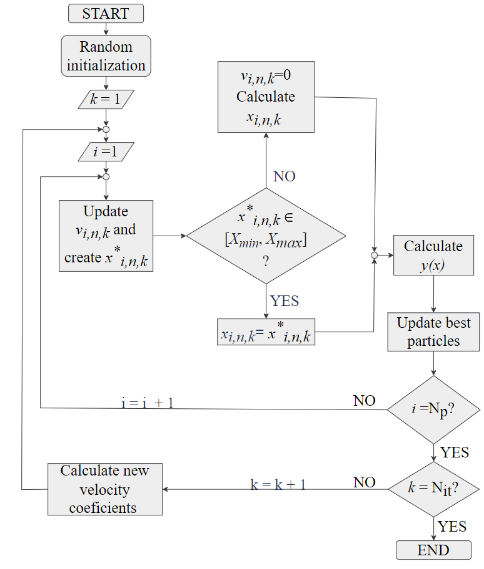 START
Random
initialization
k = 1
i =1
Update
vi,n,k and
create x*i,n,k
vi,n,k=0
Calculate
xi,n,k
NO
x*i,n,k ∈
[Xmin, Xmax]
?
YES
xi,n,k= x*i,n,k
Calculate
y(x)
Update best
particles
i =Np?
NO
i = i + 1
YES
k = Nit?
NO
k = k + 1
Calculate new
velocity
coeficients
YES
END